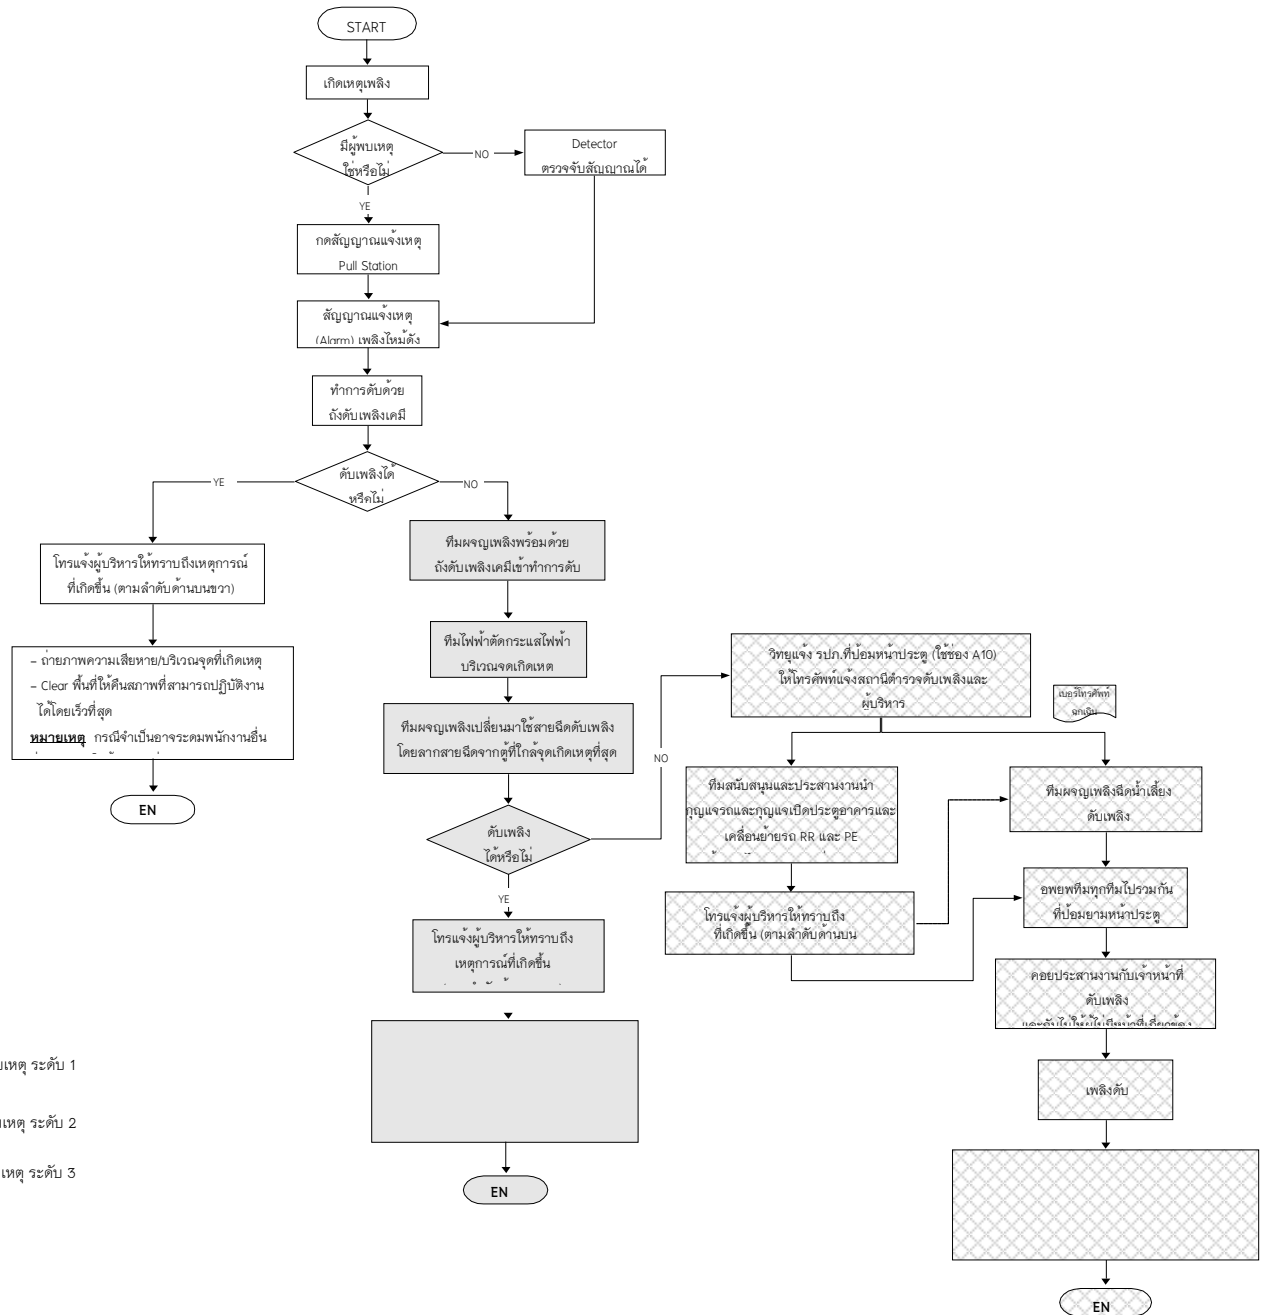 START
เกิดเหตุเพลิง
มีผู้พบเหตุ
ใช่หรือไม่
NO
Detector
ตรวจจับสัญญาณได้
YE
กดสัญญาณแจ้งเหตุ
Pull Station
สัญญาณแจ้งเหตุ
(Alarm) เพลิงไหม้ดัง
ทำการดับด้วย
ถังดับเพลิงเคมี
ดับเพลิงได้
หรือไม่
YE
NO
โทรแจ้งผู้บริหารให้ทราบถึงเหตุการณ์
ที่เกิดขึ้น (ตามลำดับด้านบนขวา)
– ถ่ายภาพความเสียหาย/บริเวณจุดที่เกิดเหตุ
– Clear พื้นที่ให้คืนสภาพที่สามารถปฏิบัติงาน
ได้โดยเร็วที่สุด
หมายเหตุ กรณีจำเป็นอาจระดมพนักงานอื่น
EN
ทีมผจญเพลิงพร้อมด้วย
ถังดับเพลิงเคมีเข้าทำการดับ
ทีมไฟฟ้าตัดกระแสไฟฟ้า
บริเวณจุดเกิดเหตุ
ทีมผจญเพลิงเปลี่ยนมาใช้สายฉีดดับเพลิง
โดยลากสายฉีดจากตู้ที่ใกล้จุดเกิดเหตุที่สุด
ดับเพลิง
ได้หรือไม่
NO
YE
โทรแจ้งผู้บริหารให้ทราบถึง
เหตุการณ์ที่เกิดขึ้น
EN
วิทยุแจ้ง รปภ.ที่ป้อมหน้าประตู (ใช้ช่อง A10)
ให้โทรศัพท์แจ้งสถานีตำรวจดับเพลิงและ
ผู้บริหาร
เบอร์โทรศัพท์
ฉุกเฉิน
ทีมสนับสนุนและประสานงานนำ
กุญแจรถและกุญแจเปิดประตูอาคารและ
เคลื่อนย้ายรถ RR และ PE
โทรแจ้งผู้บริหารให้ทราบถึง
ที่เกิดขึ้น (ตามลำดับด้านบน
ทีมผจญเพลิงฉีดน้ำเลี้ยง
ดับเพลิง
อพยพทีมทุกทีมไปรวมกัน
ที่ป้อมยามหน้าประตู
คอยประสานงานกับเจ้าหน้าที่
ดับเพลิง
และกันไม่ให้ผู้ไม่มีหน้าที่เกี่ยวข้อง
เพลิงดับ
EN
เหตุ ระดับ 1
เหตุ ระดับ 2
เหตุ ระดับ 3